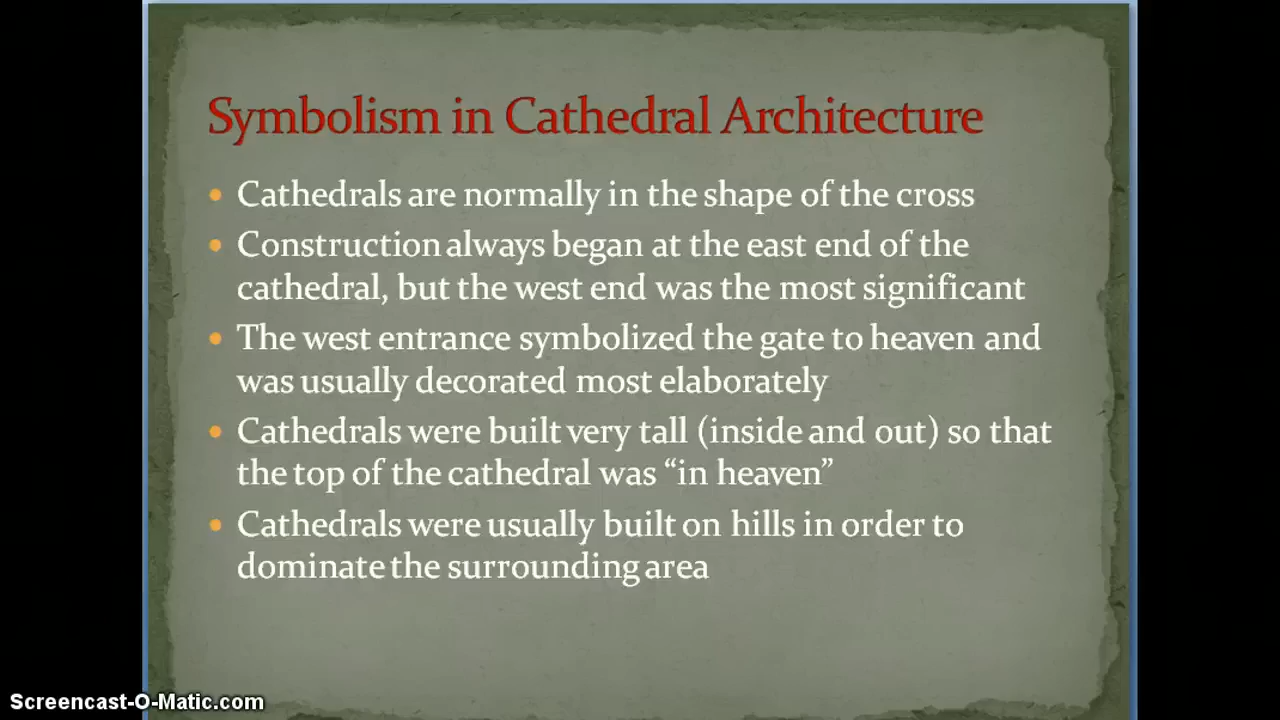 Symbolism in Cathedral Architecture
• Cathedrals are normally in the shape of the cross
• Construction always began at the east end of the
cathedral, but the west end was the most significant
• The west entrance symbolized the gate to heaven and
was usually decorated most elaborately
• Cathedrals were built very tall (inside and out) so that
the top of the cathedral was “in heaven”
• Cathedrals were usually built on hills in order to
dominate the surrounding area
Screencast-O-Matic.com